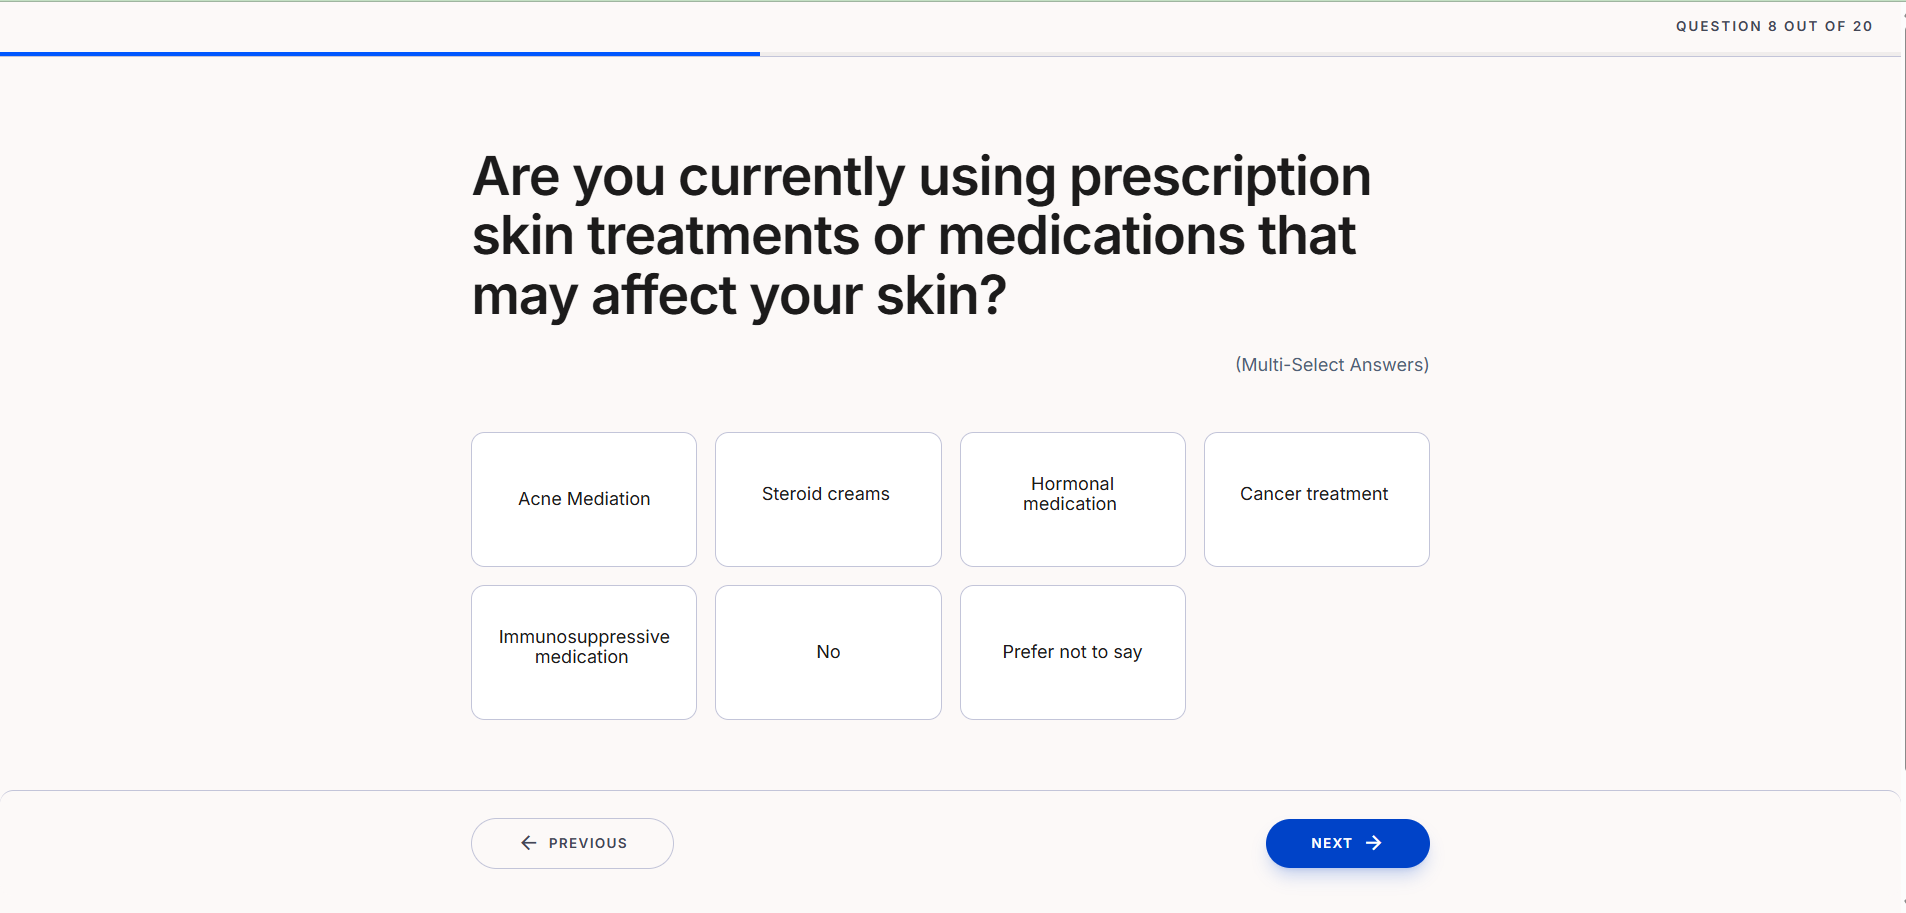 QUESTION 8 OUT OF 20
Are you currently using prescription
skin treatments or medications that
may affect your skin?
(Multi-Select Answers)
Acne Mediation
Steroid creams
Hormonal
medication
Cancer treatment
Immunosuppressive
medication
No
Prefer not to say
PREVIOUS
NEXT